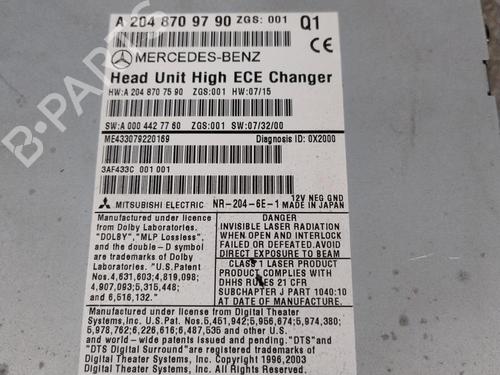 A 204 870 97 90 ZGS: 001 Q1
MERCEDES-BENZ CE
Head Unit High ECE Changer
HW:A 204 870 75 90 ZGS:001 HW:07/15
SW:A 000 442 77 60 ZGS:001 SW:07/32/00
ME433079220169 Diagnosis ID: 0X2000
3AF433C 001 001
MITSUBISHI ELECTRIC NR-204-6E-1 12V NEG GND
MADE IN JAPAN
Manufactured under licence
from Dolby Laboratories.
"DOLBY", "MLP Lossless",
and the double-D symbol
are trademarks of Dolby
Laboratories. "U.S.Patent
Nos.4,631,603; 4,819,098;
4,907,093; 5,315,448;
and 6,516,132."
DANGER
INVISIBLE LASER RADIATION
WHEN OPEN AND INTERLOCK
FAILED OR DEFEATED.AVOID
DIRECT EXPOSURE TO BEAM
CLASS 1 LASER PRODUCT
PRODUCT COMPLIES WITH
DHHS RULES 21 CFR
SUBCHAPTER J PART 1040:10
AT DATE OF MANUFACTURE.
Manufactured under license from Digital Theater
Systems,Inc. U.S. Pat. Nos. 5,451,942; 5,956,674; 5,974,380;
5,978,762; 6,226,616; 6,487,535 and other U.S.
and world-wide patents issued and pending. "DTS" and
"DTS Digital Surround" are registered trademarks of
Digital Theater Systems,Inc. Copyright 1996,2003
Digital Theater Systems,Inc. All Rights Reserved.
B-PARTS